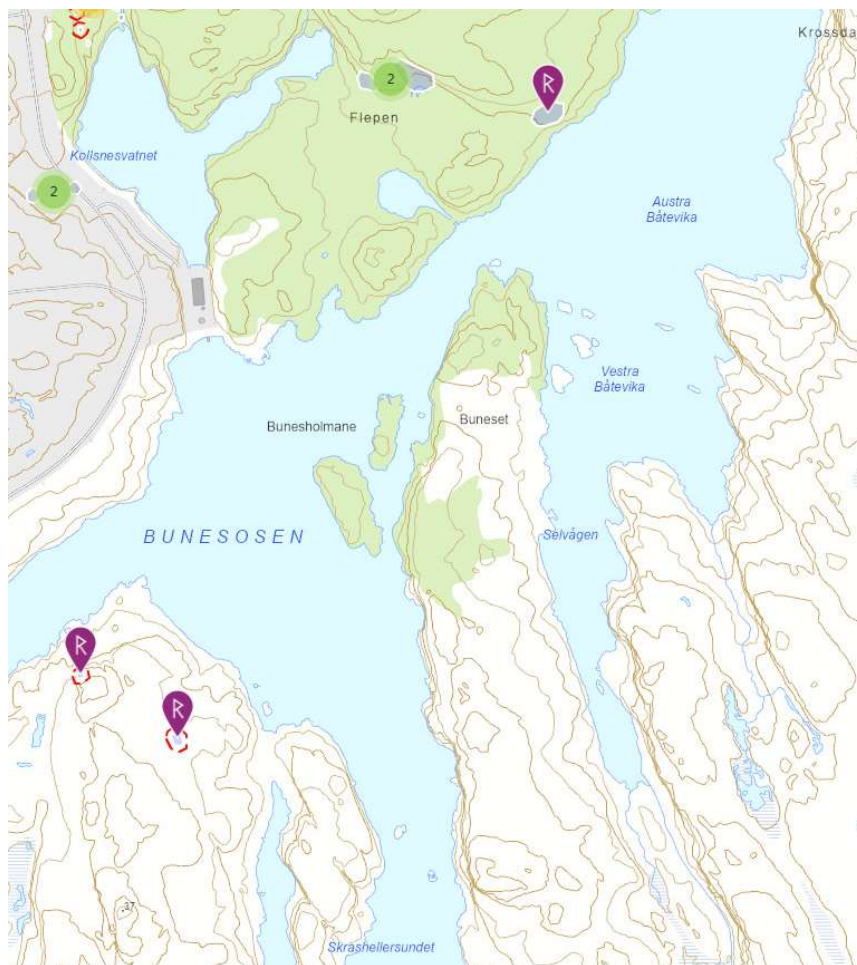 Krossda
2
Flepen
Kollsnesvatnet
2
Austra
Båtevika
Vestra
Båtevika
Bunesholmane
Buneset
BUNESOSEN
Selvågen
ᚱ
ᚱ
ᚱ
37
Skrashellersundet